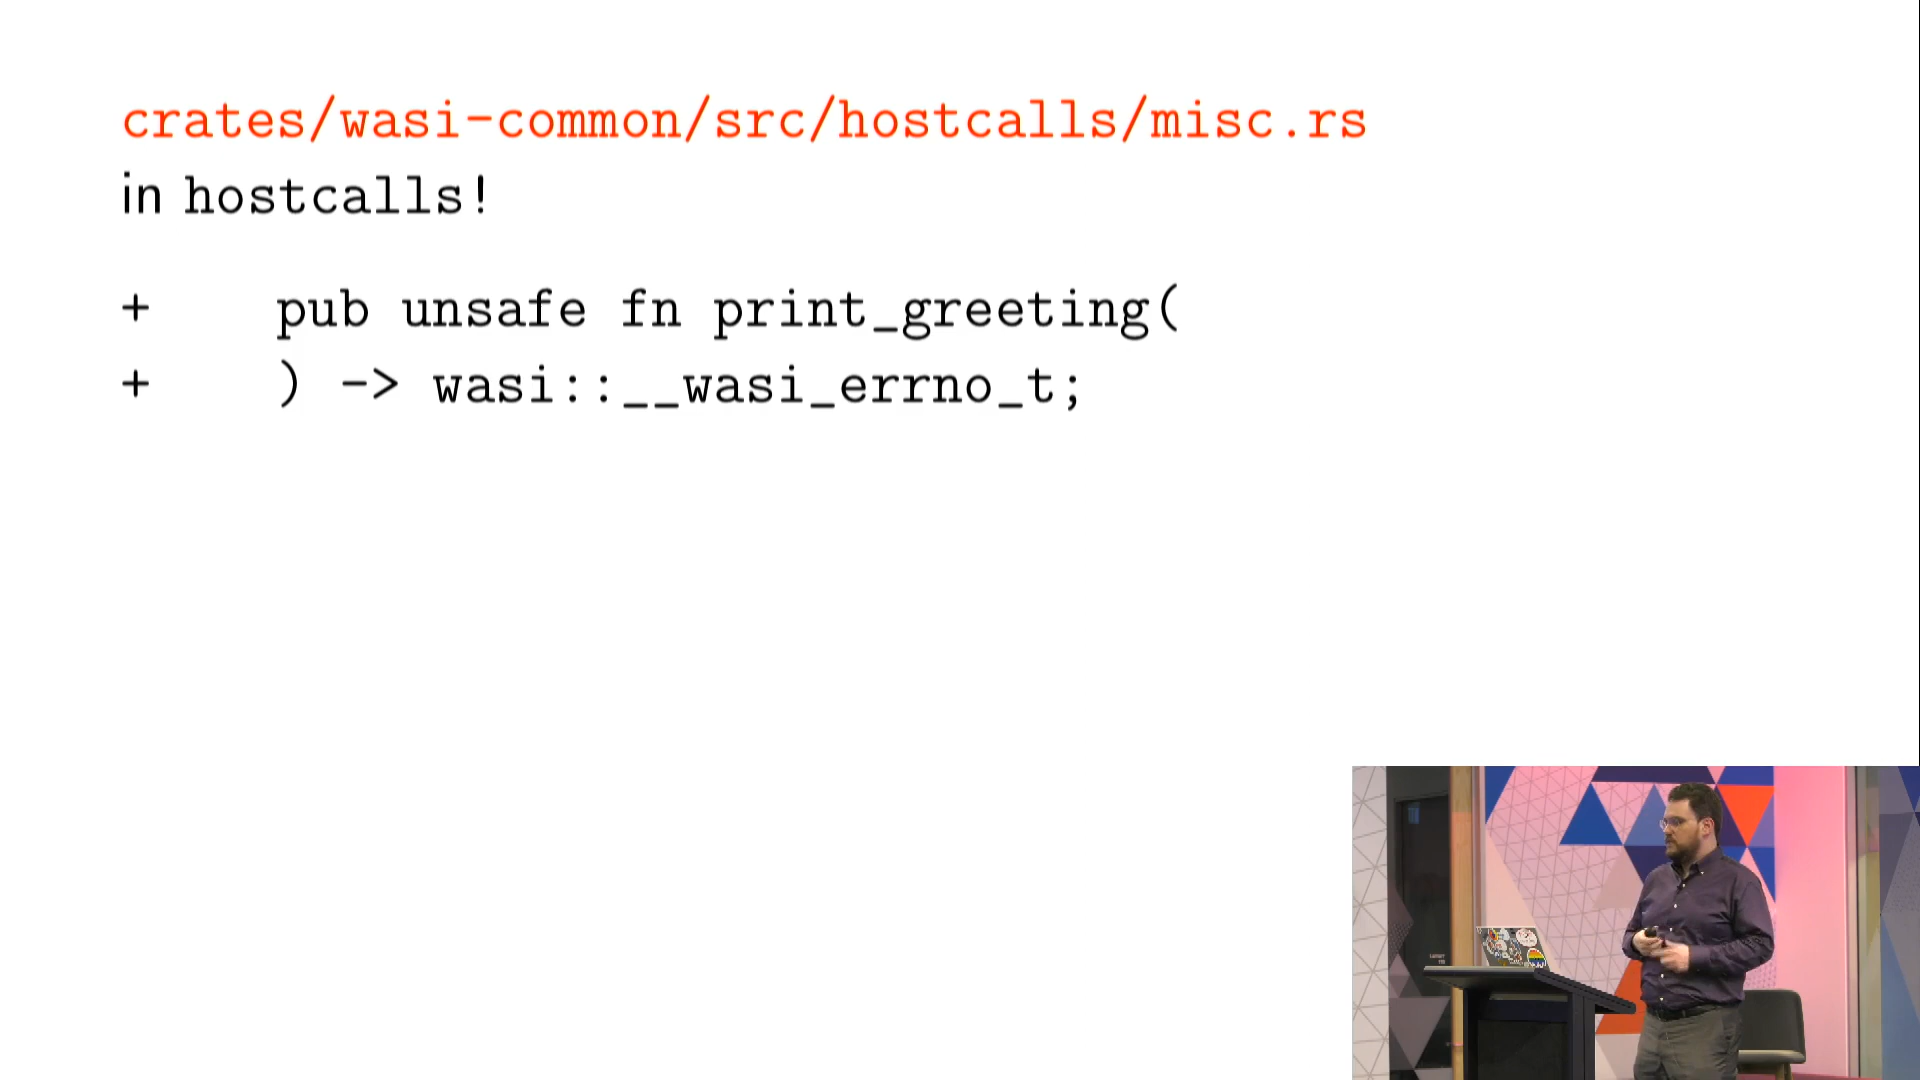 crates/wasi-common/src/hostcalls/misc.rs
in hostcalls!
+    pub unsafe fn print_greeting(
+    ) -> wasi::__wasi_errno_t;